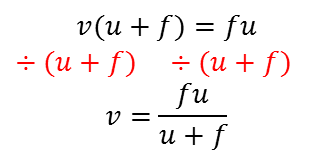 v(u + f) = fu
÷ (u + f) ÷ (u + f)
v = fu / u + f